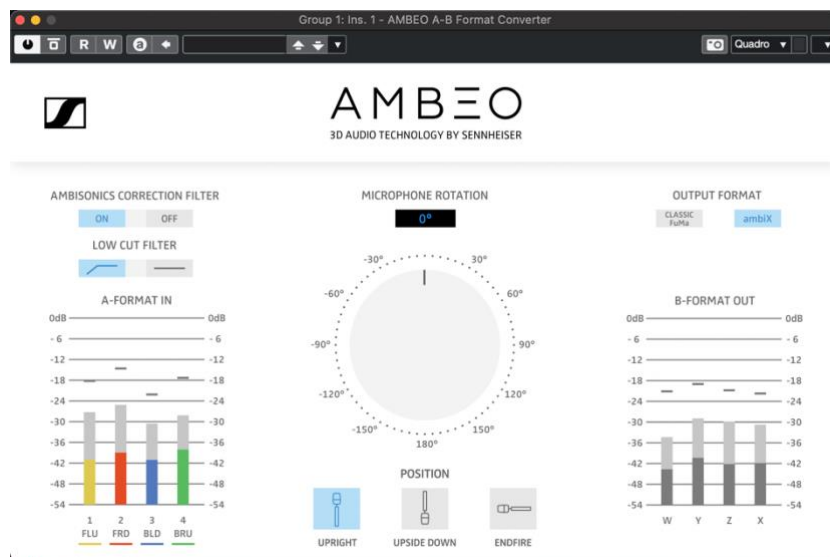 Group 1: Ins. 1 - AMBEO A-B Format Converter
R W a Quadro
AMBEO
3D AUDIO TECHNOLOGY BY SENNHEISER
AMBISONICS CORRECTION FILTER
ON OFF
LOW CUT FILTER
A-FORMAT IN
0dB 0dB
- 6 - 6
-12 -12
-18 -18
-24 -24
-30 -30
-36 -36
-42 -42
-48 -48
-54 -54
1 2 3 4
FLU FRD BLD BRU
MICROPHONE ROTATION
0°
-30° 30°
-60° 60°
-90° 90°
-120° 120°
-150° 150°
180°
POSITION
UPRIGHT UPSIDE DOWN ENDFIRE
OUTPUT FORMAT
CLASSIC
FuMa
ambiX
B-FORMAT OUT
0dB 0dB
- 6 - 6
-12 -12
-18 -18
-24 -24
-30 -30
-36 -36
-42 -42
-48 -48
-54 -54
W Y Z X